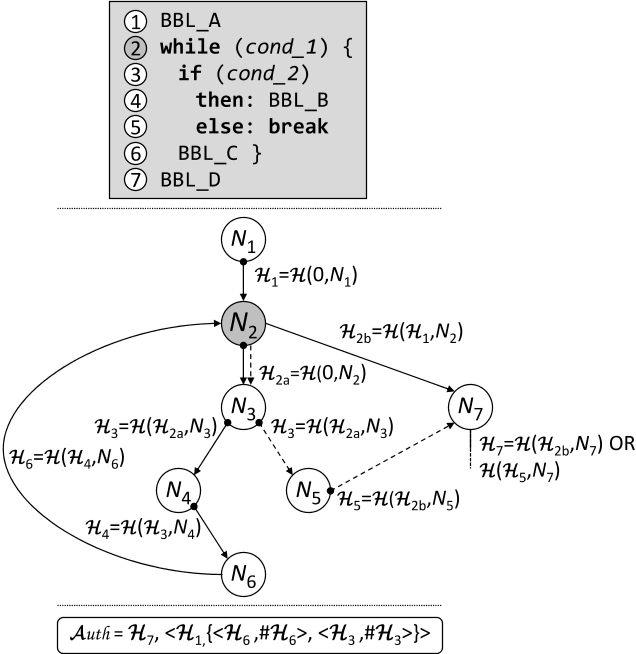 1 BBL_A
2 while (cond_1) {
3 if (cond_2)
4 then: BBL_B
5 else: break
6 BBL_C }
7 BBL_D
N₁
ℋ₁=ℋ(0,N₁)
N₂
ℋ₂b=ℋ(ℋ₁,N₂)
ℋ₂a=ℋ(0,N₂)
N₃
N₇
ℋ₃=ℋ(ℋ₂a,N₃)
ℋ₃=ℋ(ℋ₂a,N₃)
ℋ₇=ℋ(ℋ₂b,N₇) OR
ℋ(ℋ₅,N₇)
ℋ₆=ℋ(ℋ₄,N₆)
N₄
N₅
ℋ₅=ℋ(ℋ₂b,N₅)
ℋ₄=ℋ(ℋ₃,N₄)
N₆
𝒜uth = ℋ₇, <ℋ₁,{<ℋ₆,#ℋ₆>, <ℋ₃,#ℋ₃>}>